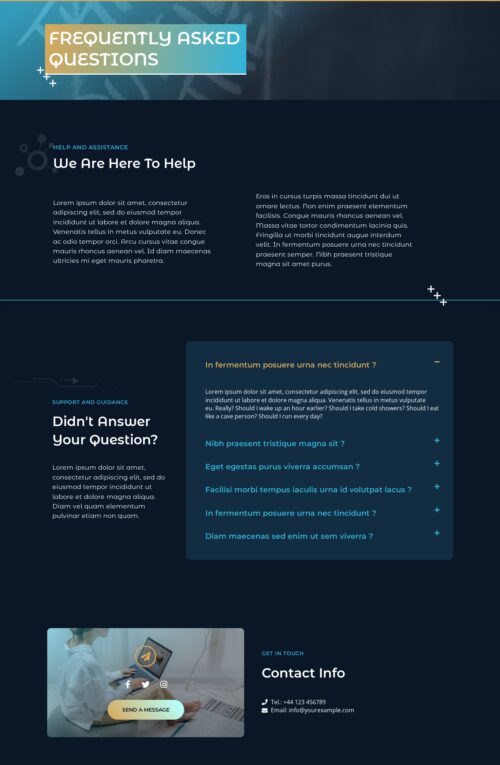 FREQUENTLY ASKED
QUESTIONS
HELP AND ASSISTANCE
We Are Here To Help
Lorem ipsum dolor sit amet, consectetur
adipiscing elit, sed do eiusmod tempor
incididunt ut labore et dolore magna aliqua.
Venenatis tellus in metus vulputate eu. Donec
ac odio tempor orci. Arcu cursus vitae congue
mauris rhoncus aenean vel. Id diam maecenas
ultricies mi eget mauris pharetra.
Eros in cursus turpis massa tincidunt dui ut
ornare lectus. Non enim praesent elementum
facilisis. Congue mauris rhoncus aenean vel.
Massa vitae tortor condimentum lacinia quis.
Fringilla ut morbi tincidunt augue interdum
velit. In fermentum posuere urna nec tincidunt
praesent semper. Nibh praesent tristique
magna sit amet purus.
SUPPORT AND GUIDANCE
Didn't Answer
Your Question?
Lorem ipsum dolor sit amet,
consectetur adipiscing elit, sed do
eiusmod tempor incididunt ut
labore et dolore magna aliqua.
Diam vel quam elementum
pulvinar etiam non quam.
In fermentum posuere urna nec tincidunt ?
Lorem ipsum dolor sit amet, consectetur adipiscing elit, sed do eiusmod tempor
incididunt ut labore et dolore magna aliqua. Venenatis tellus in metus vulputate
eu. Really? Should I wake up an hour earlier? Should I take cold showers? Should I eat
like a cave person? Should I run every day?
Nibh praesent tristique magna sit ?
Eget egestas purus viverra accumsan ?
Facilisi morbi tempus iaculis urna id volutpat lacus ?
In fermentum posuere urna nec tincidunt ?
Diam maecenas sed enim ut sem viverra ?
SEND A MESSAGE
GET IN TOUCH
Contact Info
Tel.: +44 123 456789
Email: info@yourexample.com